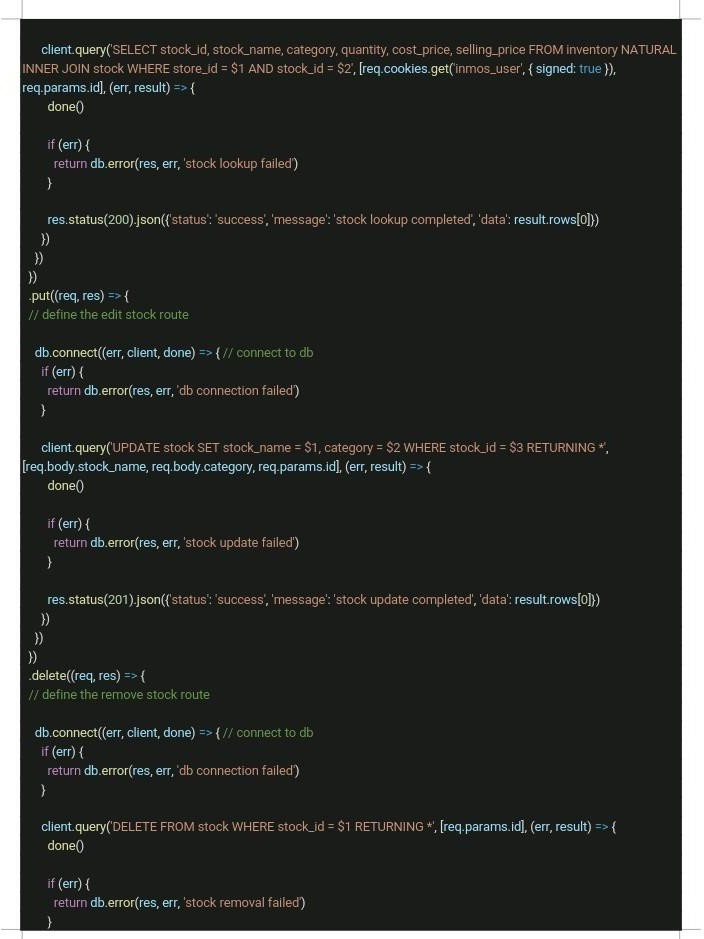 client.query('SELECT stock_id, stock_name, category, quantity, cost_price, selling_price FROM inventory NATURAL
INNER JOIN stock WHERE store_id = $1 AND stock_id = $2', [req.cookies.get('inmos_user', { signed: true }),
req.params.id], (err, result) => {
done()
if (err) {
return db.error(res, err, 'stock lookup failed')
}
res.status(200).json({'status': 'success', 'message': 'stock lookup completed', 'data': result.rows[0]})
})
})
})
.put((req, res) => {
// define the edit stock route
db.connect((err, client, done) => { // connect to db
if (err) {
return db.error(res, err, 'db connection failed')
}
client.query('UPDATE stock SET stock_name = $1, category = $2 WHERE stock_id = $3 RETURNING *',
[req.body.stock_name, req.body.category, req.params.id], (err, result) => {
done()
if (err) {
return db.error(res, err, 'stock update failed')
}
res.status(201).json({'status': 'success', 'message': 'stock update completed', 'data': result.rows[0]})
})
})
})
.delete((req, res) => {
// define the remove stock route
db.connect((err, client, done) => { // connect to db
if (err) {
return db.error(res, err, 'db connection failed')
}
client.query('DELETE FROM stock WHERE stock_id = $1 RETURNING *', [req.params.id], (err, result) => {
done()
if (err) {
return db.error(res, err, 'stock removal failed')
}